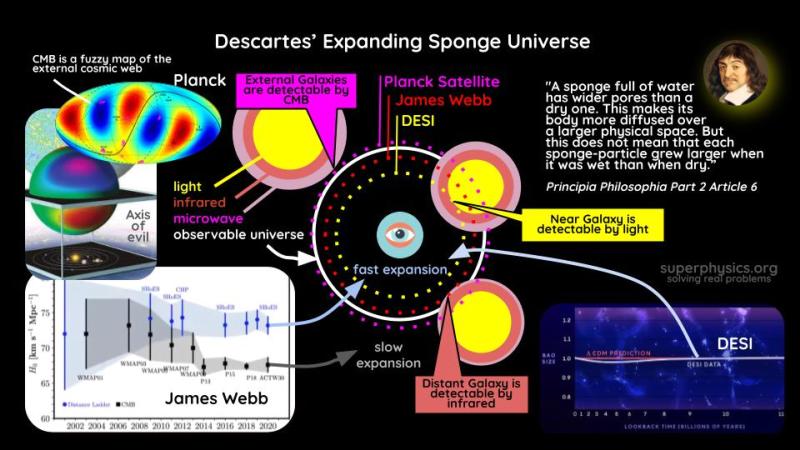 Descartes' Expanding Sponge Universe
CMB is a fuzzy map of the
external cosmic web
Planck
External Galaxies
are detectable by
CMB
Planck Satellite
James Webb
DESI
"A sponge full of water
has wider pores than a
dry one. This makes its
body more diffused over
a larger physical space. But
this does not mean that each
sponge-particle grew larger when
it was wet than when dry."
Principia Philosophia Part 2 Article 6
light
infrared
microwave
observable universe
Axis
of
evil
Near Galaxy is
detectable by light
fast expansion
superphysics.org
solving real problems
slow
expansion
Distant Galaxy is
detectable by
infrared
H0 [km s−1 Mpc−1]
75
70
65
60
SH0ES
SH0ES
CHP
SH0ES
SH0ES
WMAP03
WMAP03
WMAP07
P13
P15
P18
ACTW30
Distance Ladder
CMB
James Webb
2002 2004 2006 2008 2010 2012 2014 2016 2018 2020
DESI
BAO
SIZE
1.2
1.1
1.0
0.9
0.8
Λ CDM PREDICTION
DESI DATA
0 1 2 3 4 5 6 7 8 9 10 11
LOOKBACK TIME (BILLIONS OF YEARS)